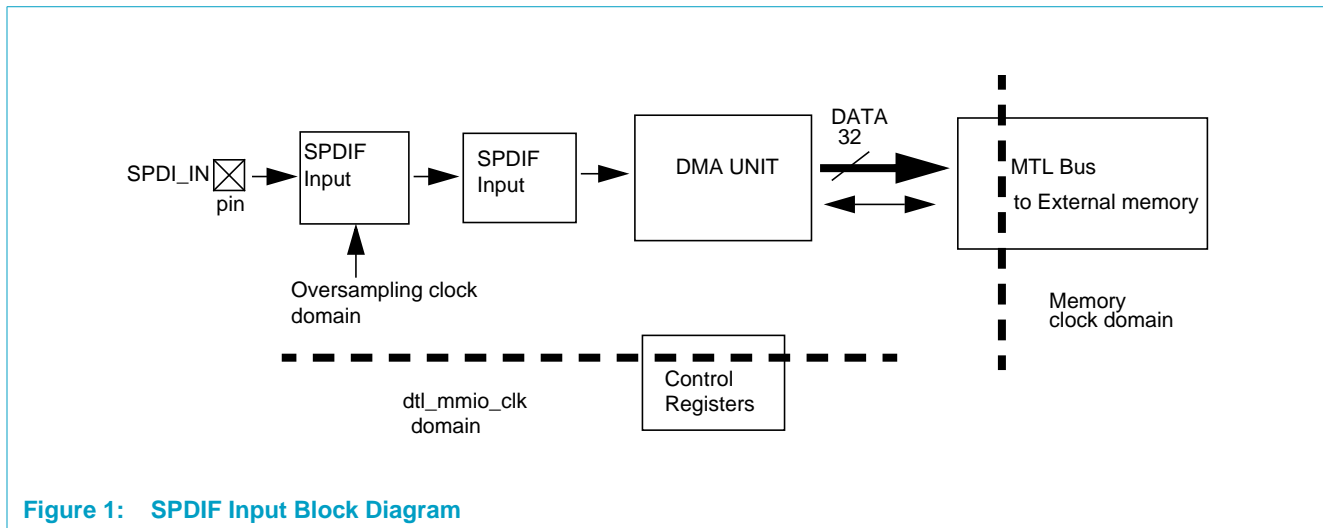 SPDI_IN
pin
SPDIF
Input
SPDIF
Input
DMA UNIT
DATA
32
MTL Bus
to External memory
Oversampling clock
domain
Memory
clock domain
Control
Registers
dtl_mmio_clk
domain
Figure 1: SPDIF Input Block Diagram